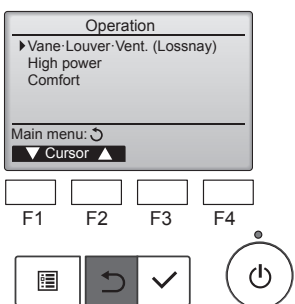 Operation
▶Vane·Louver·Vent. (Lossnay)
High power
Comfort
Main menu: ⮌
▼ Cursor ▲
F1 F2 F3 F4